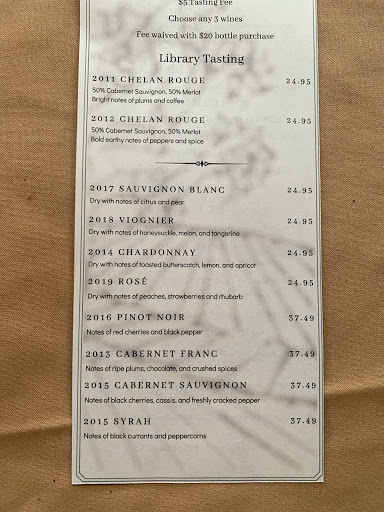 $5 Tasting Fee
Choose any 3 wines
Fee waived with $20 bottle purchase
Library Tasting
2011 CHELAN ROUGE 24.95
50% Cabernet Sauvignon, 50% Merlot
Bright notes of plums and coffee
2012 CHELAN ROUGE 24.95
50% Cabernet Sauvignon, 50% Merlot
Bold earthy notes of peppers and spice
2017 SAUVIGNON BLANC 24.95
Dry with notes of citrus and pear
2018 VIOGNIER 24.95
Dry with notes of honeysuckle, melon, and tangerine
2014 CHARDONNAY 24.95
Dry with notes of toasted butterscotch, lemon, and apricot
2019 ROSÉ 24.95
Dry with notes of peaches, strawberries and rhubarb
2016 PINOT NOIR 37.49
Notes of red cherries and black pepper
2013 CABERNET FRANC 37.49
Notes of ripe plums, chocolate, and crushed spices
2015 CABERNET SAUVIGNON 37.49
Notes of black cherries, cassis, and freshly cracked pepper
2015 SYRAH 37.49
Notes of black currants and peppercorns